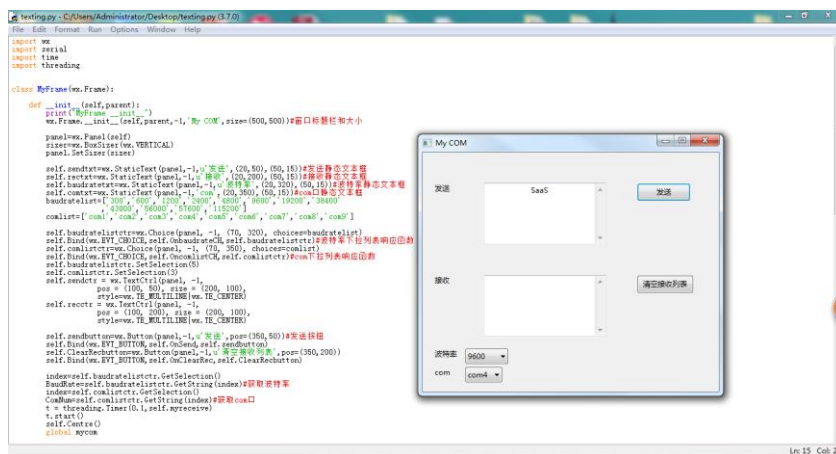 texting.py - C:/Users/Administrator/Desktop/texting.py (3.7.0)
File Edit Format Run Options Window Help
import wx
import serial
import time
import threading
class MyFrame(wx.Frame):
def __init__(self,parent):
print("MyFrame __init__")
wx.Frame.__init__(self,parent,-1,'My COM',size=(500,500))#窗口标题栏和大小
panel=wx.Panel(self)
sizer=wx.BoxSizer(wx.VERTICAL)
panel.SetSizer(sizer)
self.sendtxt=wx.StaticText(panel,-1,u'发送',(20,50),(50,15))#发送静态文本框
self.rectxt=wx.StaticText(panel,-1,u'接收',(20,200),(50,15))#接收静态文本框
self.baudratetxt=wx.StaticText(panel,-1,u'波特率',(20,320),(50,15))#波特率静态文本框
self.comtxt=wx.StaticText(panel,-1,'com',(20,350),(50,15))#com口静态文本框
baudratelist=['300','600','1200','2400','4800','9600','19200','38400'
,'43000','56000','57600','115200']
comlist=['com1','com2','com3','com4','com5','com6','com7','com8','com9']
self.baudratelistctr=wx.Choice(panel, -1, (70, 320), choices=baudratelist)
self.Bind(wx.EVT_CHOICE,self.OnbaudrateCH,self.baudratelistctr)#波特率下拉列表响应函数
self.comlistctr=wx.Choice(panel, -1, (70, 350), choices=comlist)
self.Bind(wx.EVT_CHOICE,self.OncomlistCH,self.comlistctr)#com下拉列表响应函数
self.baudratelistctr.SetSelection(5)
self.comlistctr.SetSelection(3)
self.sendctr = wx.TextCtrl(panel, -1,
pos = (100, 50), size = (200, 100),
style=wx.TE_MULTILINE|wx.TE_CENTER)
self.recctr = wx.TextCtrl(panel, -1,
pos = (100, 200), size = (200, 100),
style=wx.TE_MULTILINE|wx.TE_CENTER)
self.sendbutton=wx.Button(panel,-1,u'发送',pos=(350,50))#发送按钮
self.Bind(wx.EVT_BUTTON,self.OnSend,self.sendbutton)
self.ClearRecbutton=wx.Button(panel,-1,u'清空接收列表',pos=(350,200))
self.Bind(wx.EVT_BUTTON,self.OnClearRec,self.ClearRecbutton)
index=self.baudratelistctr.GetSelection()
BaudRate=self.baudratelistctr.GetString(index)#获取波特率
index=self.comlistctr.GetSelection()
ComNum=self.comlistctr.GetString(index)#获取com口
t = threading.Timer(0.1,self.myreceive)
t.start()
self.Centre()
global mycom
My COM
发送
SaaS
发送
接收
清空接收列表
波特率
9600
com
com4
Ln: 15 Col: